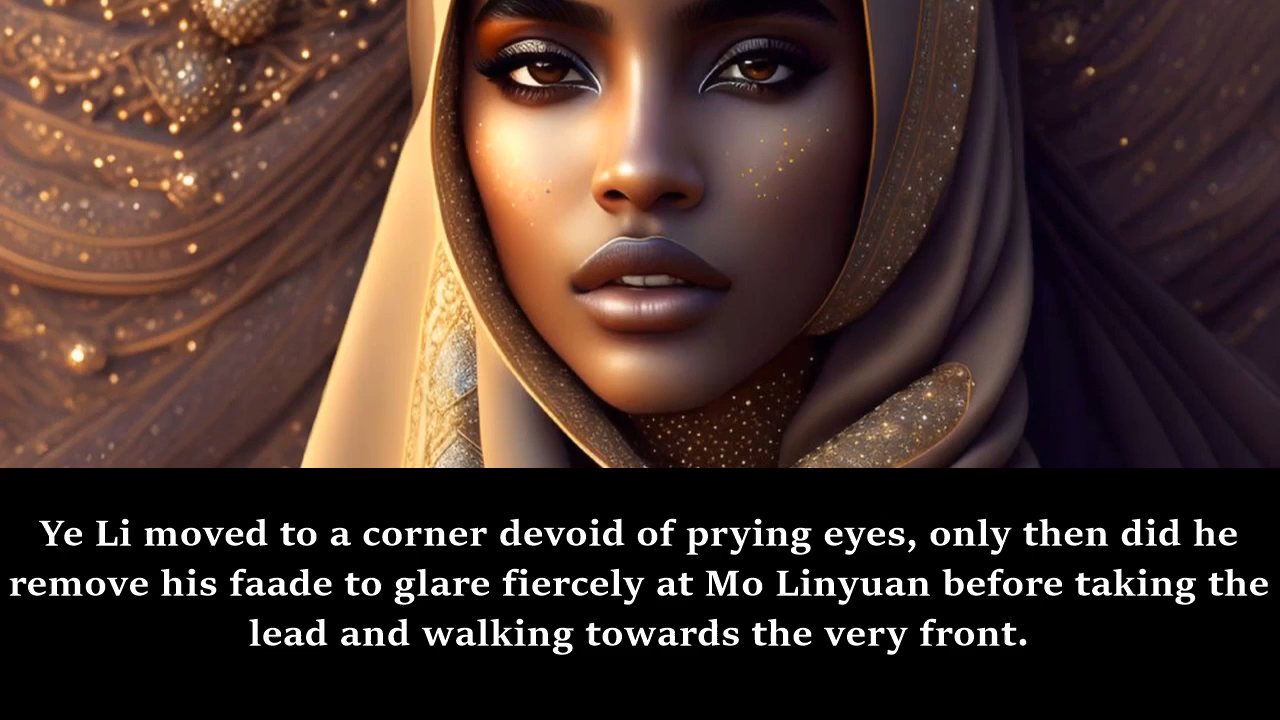 Ye Li moved to a corner devoid of prying eyes, only then did he
remove his faade to glare fiercely at Mo Linyuan before taking the
lead and walking towards the very front.